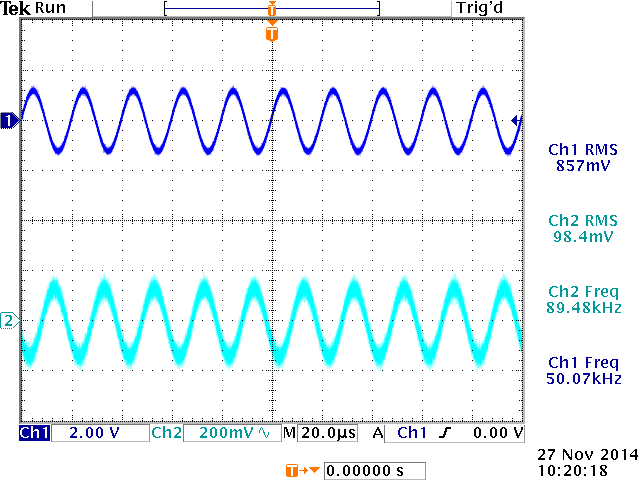 Tek Run Trig'd
T
T
1
Ch1 RMS
857mV
Ch2 RMS
98.4mV
Ch2 Freq
89.48kHz
2
Ch1 Freq
50.07kHz
Ch1 2.00 V Ch2 200mV ∿ M 20.0µs A Ch1 ƒ 0.00 V
27 Nov 2014
10:20:18
T→▼ 0.00000 s